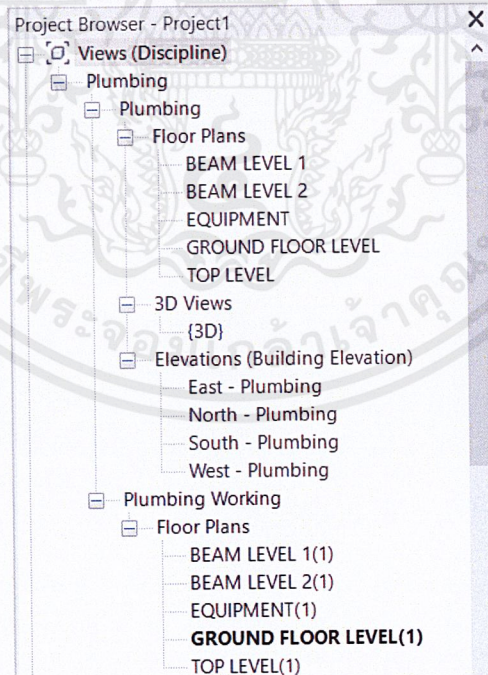 Project Browser - Project1
Views (Discipline)
Plumbing
Plumbing
Floor Plans
BEAM LEVEL 1
BEAM LEVEL 2
EQUIPMENT
GROUND FLOOR LEVEL
TOP LEVEL
3D Views
{3D}
Elevations (Building Elevation)
East - Plumbing
North - Plumbing
South - Plumbing
West - Plumbing
Plumbing Working
Floor Plans
BEAM LEVEL 1(1)
BEAM LEVEL 2(1)
EQUIPMENT(1)
GROUND FLOOR LEVEL(1)
TOP LEVEL(1)